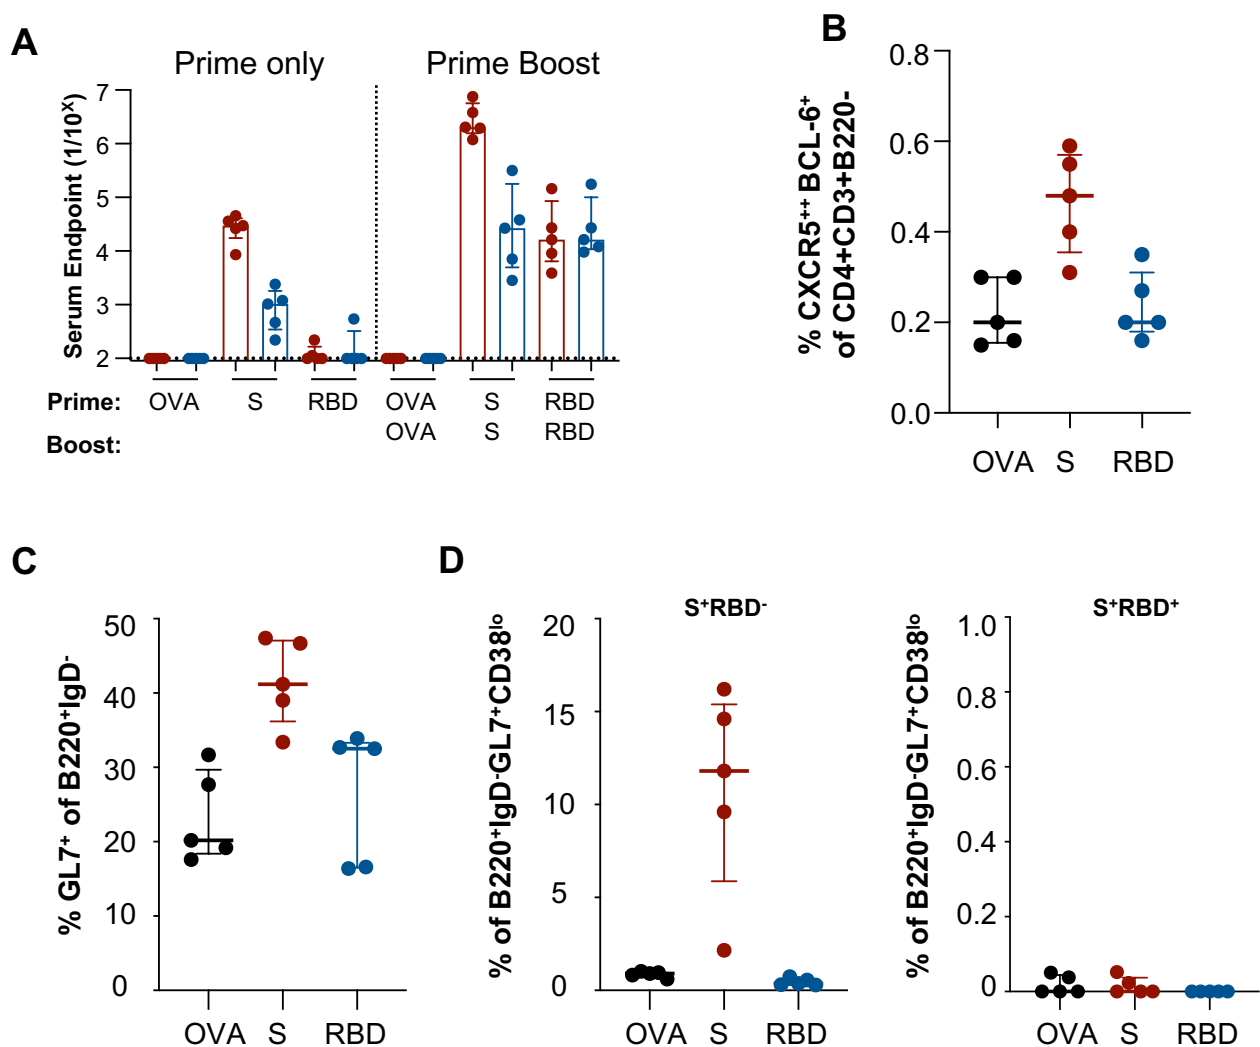 A
Prime only
Prime Boost
Serum Endpoint (1/10ˣ)
7
6
5
4
3
2
Prime: OVA S RBD OVA S RBD
Boost: OVA S RBD
B
% CXCR5⁺⁺ BCL-6⁺
of CD4+CD3+B220-
0.8
0.6
0.4
0.2
0.0
OVA S RBD
C
% GL7⁺ of B220⁺IgD⁻
50
40
30
20
10
0
OVA S RBD
D
S⁺RBD⁻
% of B220⁺IgD⁻GL7⁺CD38ˡᵒ
20
15
10
5
0
OVA S RBD
S⁺RBD⁺
% of B220⁺IgD⁻GL7⁺CD38ˡᵒ
1.0
0.8
0.6
0.4
0.2
0
OVA S RBD